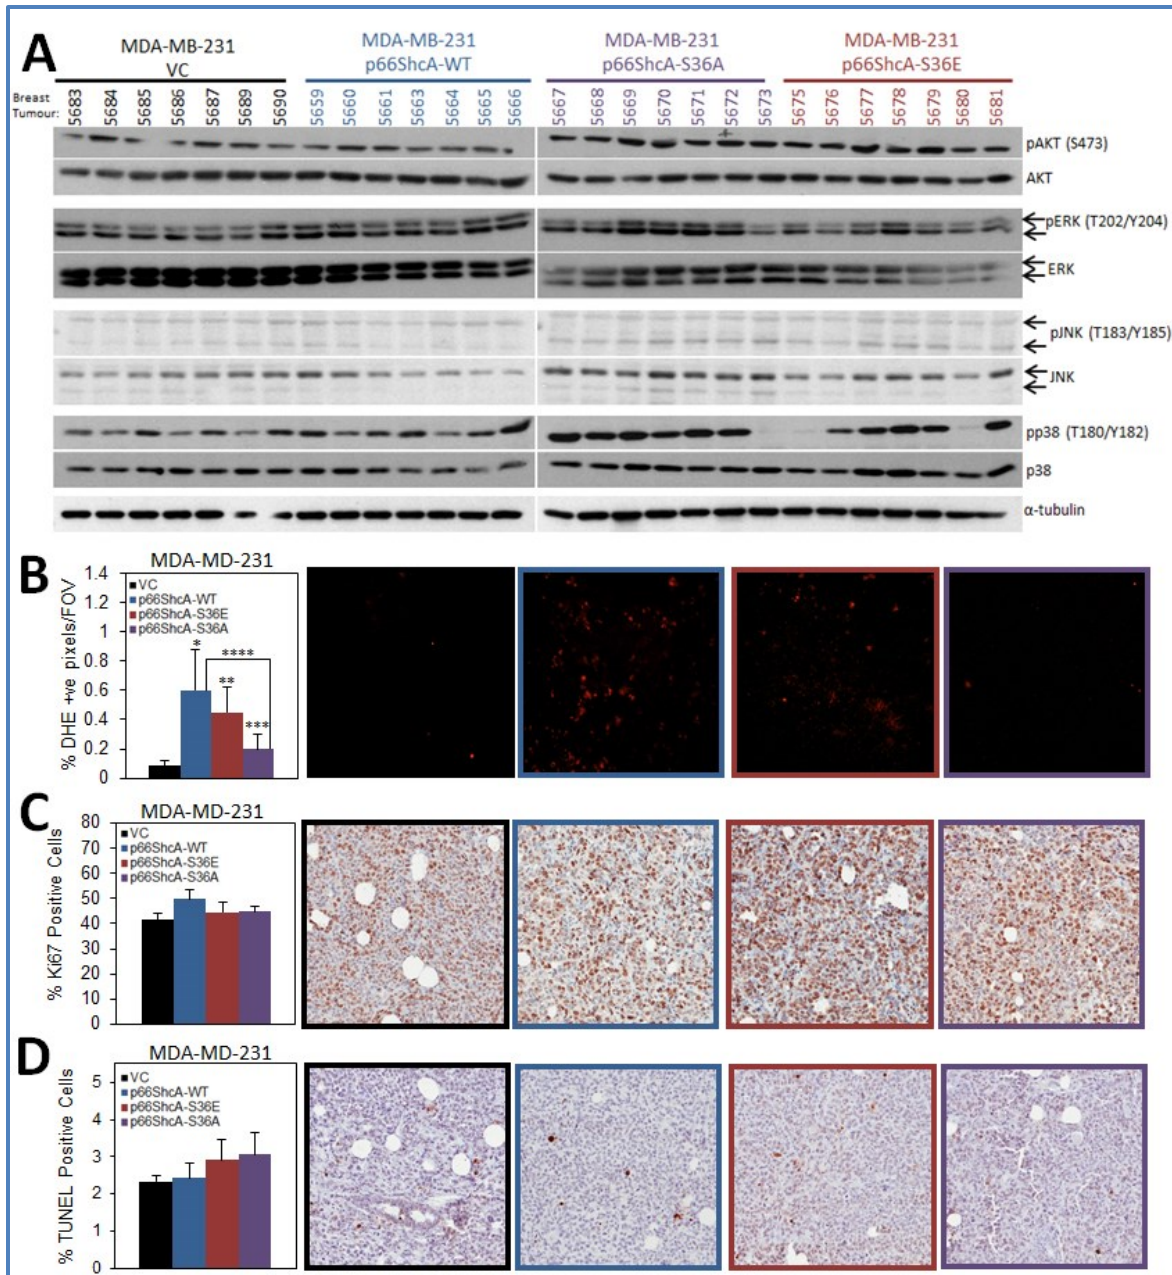 A
MDA-MB-231
VC
MDA-MB-231
p66ShcA-WT
MDA-MB-231
p66ShcA-S36A
MDA-MB-231
p66ShcA-S36E
Breast
Tumour:
5683 5684 5685 5686 5687 5689 5690 5659 5660 5661 5663 5664 5665 5666 5667 5668 5669 5670 5671 5672 5673 5675 5676 5677 5678 5679 5680 5681
pAKT (S473)
AKT
pERK (T202/Y204)
ERK
pJNK (T183/Y185)
JNK
pp38 (T180/Y182)
p38
α-tubulin
B
MDA-MD-231
% DHE +ve pixels/FOV
1.4
1.2
1
0.8
0.6
0.4
0.2
0
VC
p66ShcA-WT
p66ShcA-S36E
p66ShcA-S36A
*
****
**
***
C
MDA-MD-231
% Ki67 Positive Cells
80
70
60
50
40
30
20
10
0
VC
p66ShcA-WT
p66ShcA-S36E
p66ShcA-S36A
D
MDA-MD-231
% TUNEL Positive Cells
5
4
3
2
1
0
VC
p66ShcA-WT
p66ShcA-S36E
p66ShcA-S36A